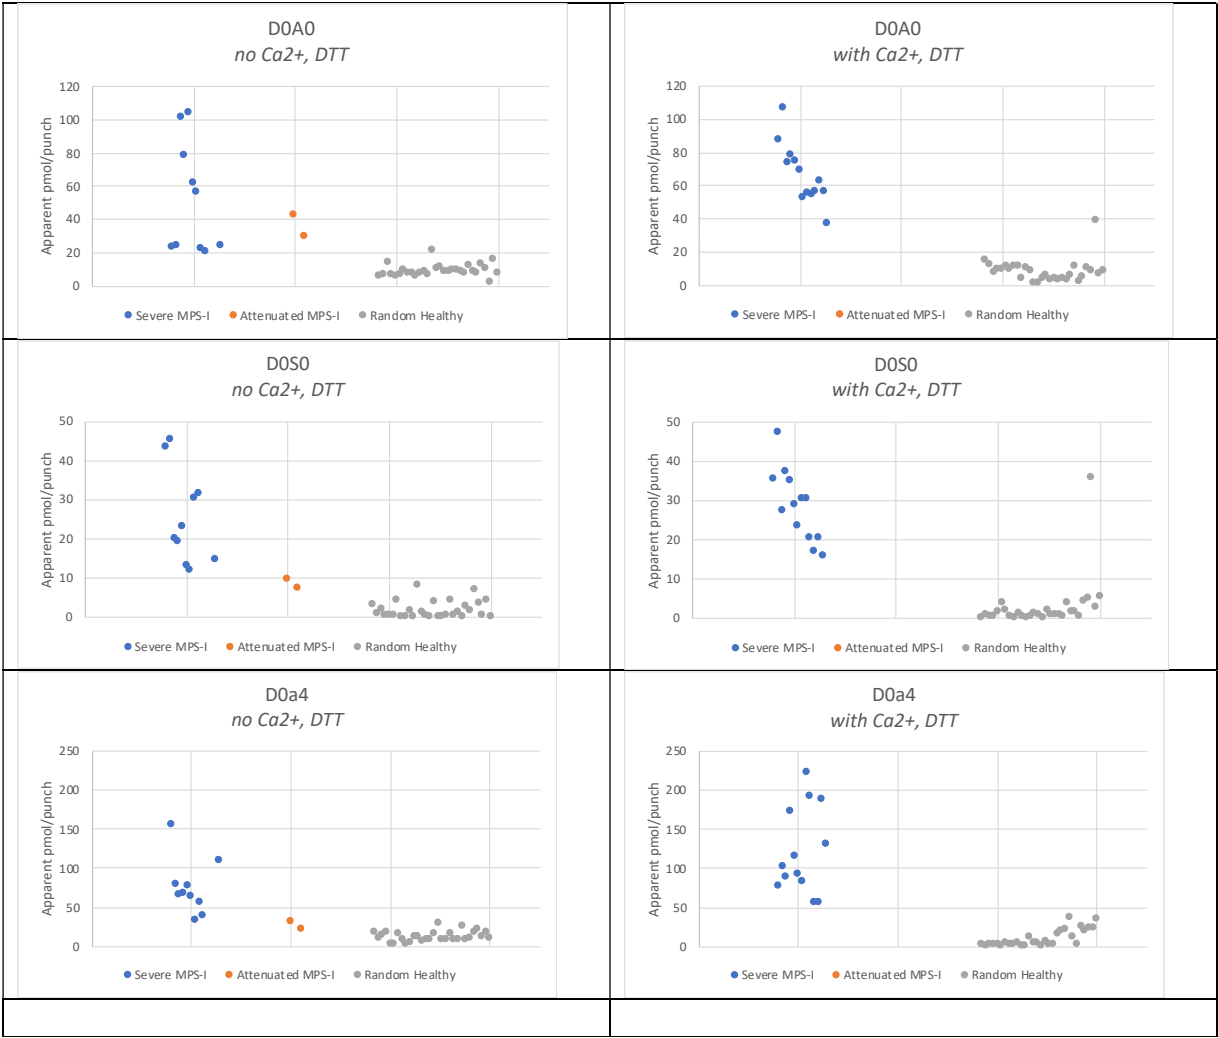 D0A0
no Ca2+, DTT
Apparent pmol/punch
120
100
80
60
40
20
0
Severe MPS-I Attenuated MPS-I Random Healthy
D0A0
with Ca2+, DTT
Apparent pmol/punch
120
100
80
60
40
20
0
Severe MPS-I Attenuated MPS-I Random Healthy
D0S0
no Ca2+, DTT
Apparent pmol/punch
50
40
30
20
10
0
Severe MPS-I Attenuated MPS-I Random Healthy
D0S0
with Ca2+, DTT
Apparent pmol/punch
50
40
30
20
10
0
Severe MPS-I Attenuated MPS-I Random Healthy
D0a4
no Ca2+, DTT
Apparent pmol/punch
250
200
150
100
50
0
Severe MPS-I Attenuated MPS-I Random Healthy
D0a4
with Ca2+, DTT
Apparent pmol/punch
250
200
150
100
50
0
Severe MPS-I Attenuated MPS-I Random Healthy